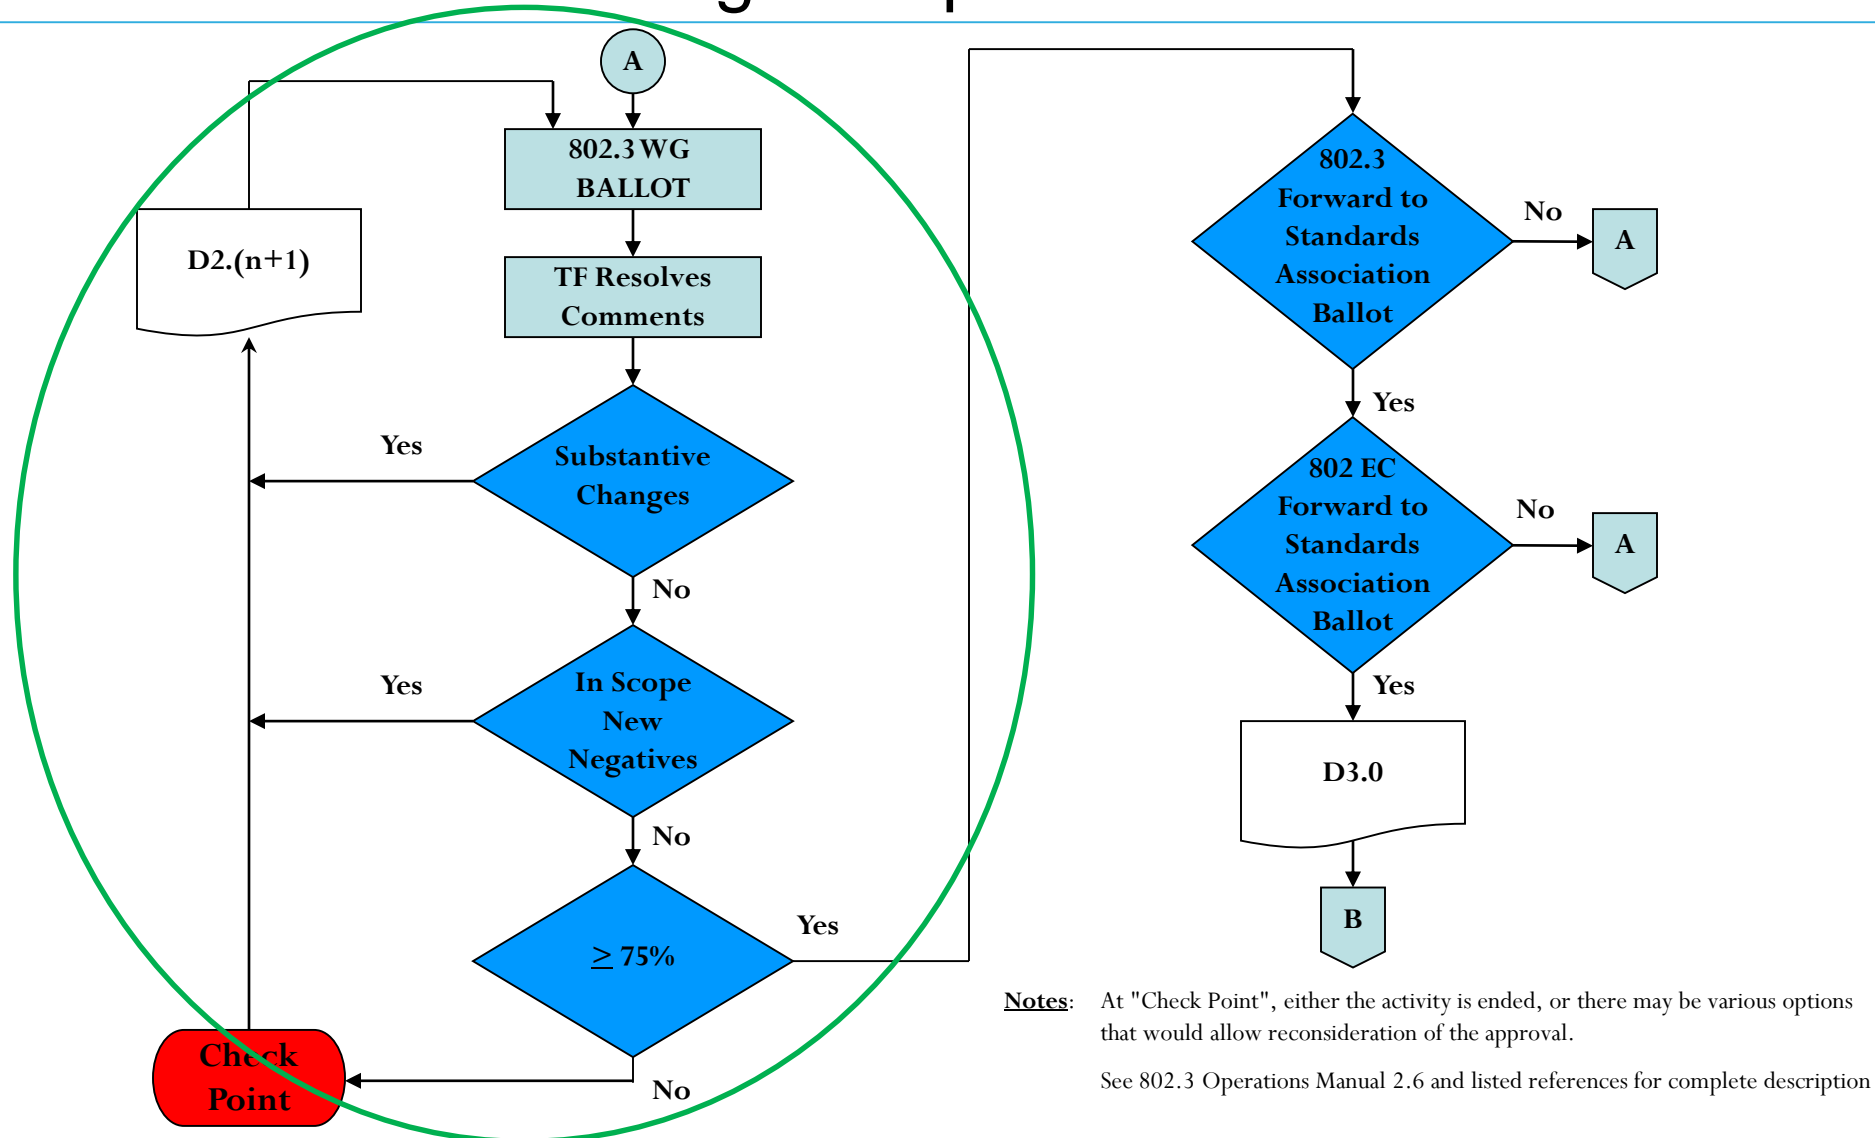 A
802.3 WG
BALLOT
D2.(n+1)
TF Resolves
Comments
Yes
Substantive
Changes
No
Yes
In Scope
New
Negatives
No
≥ 75%
Yes
No
Check
Point
802.3
Forward to
Standards
Association
Ballot
No
A
Yes
802 EC
Forward to
Standards
Association
Ballot
No
A
Yes
D3.0
B
Notes: At "Check Point", either the activity is ended, or there may be various options
that would allow reconsideration of the approval.
See 802.3 Operations Manual 2.6 and listed references for complete description